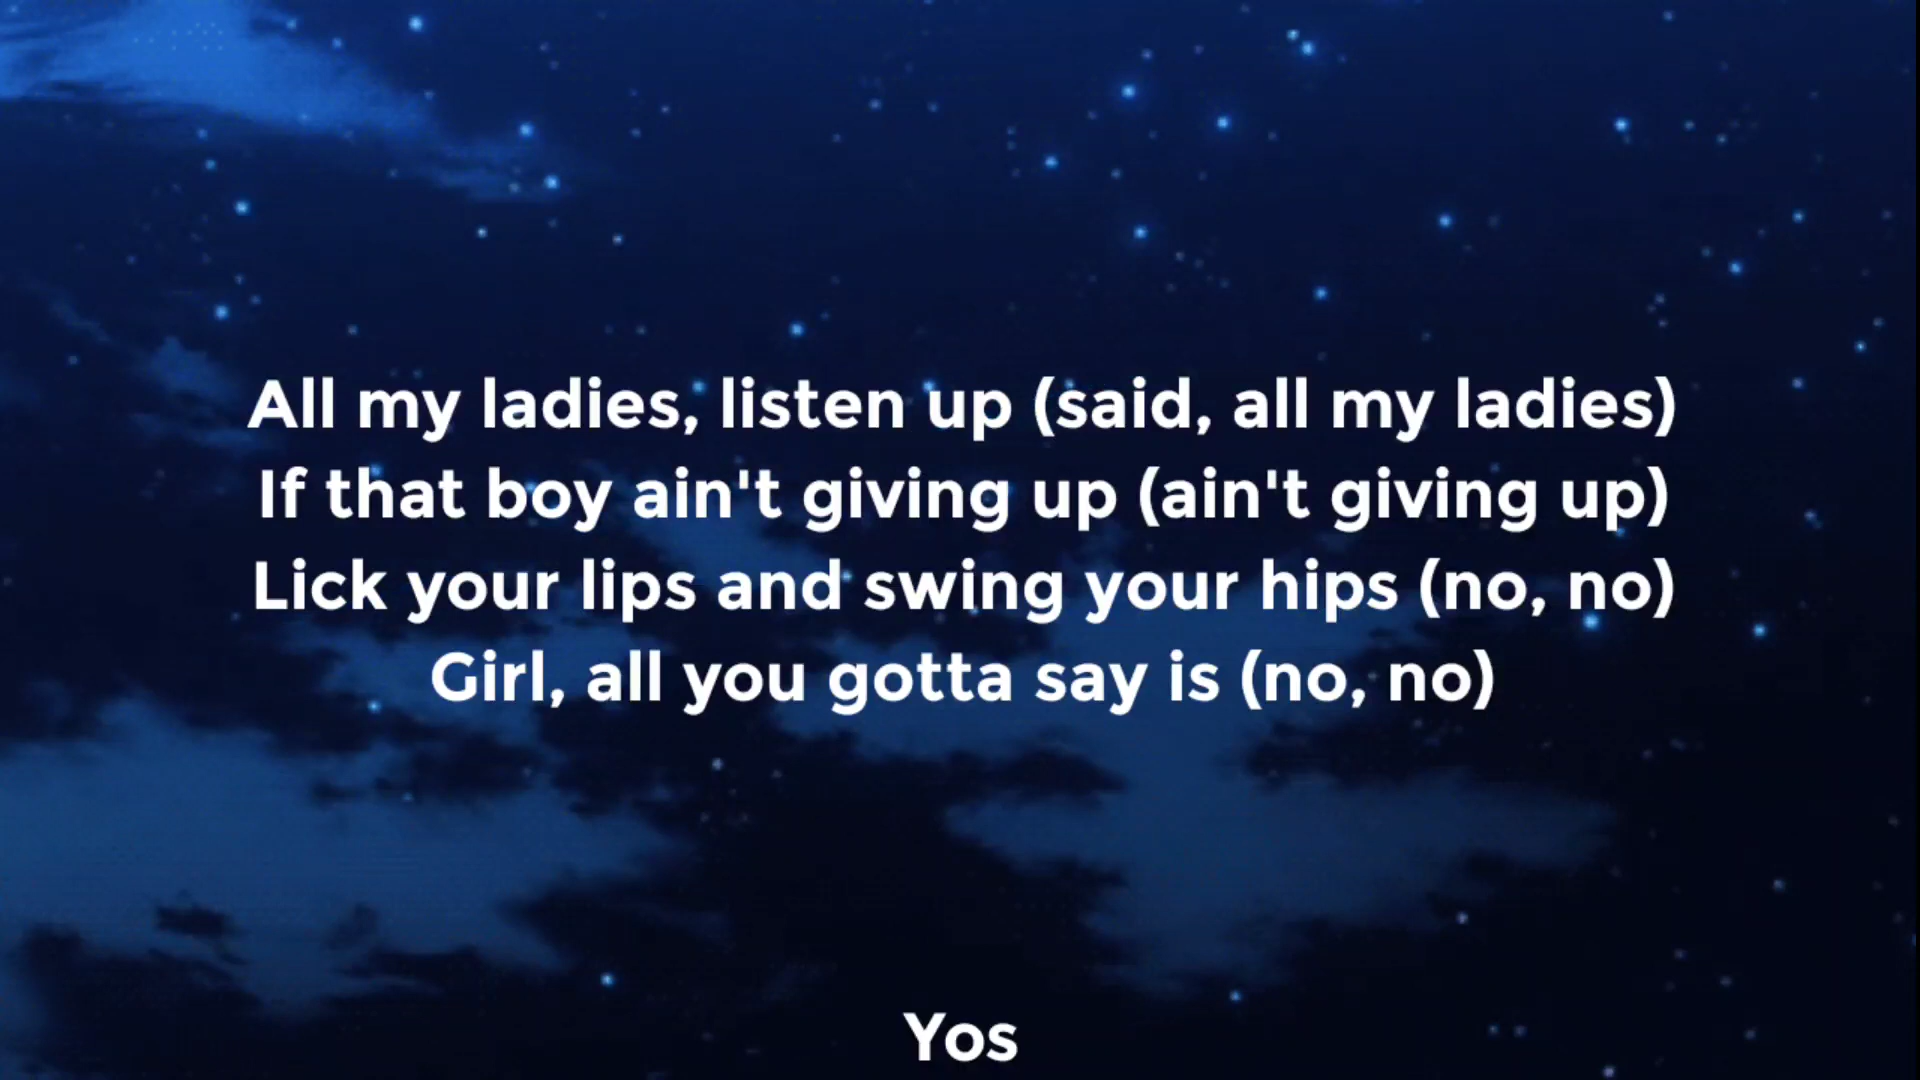 All my ladies, listen up (said, all my ladies)
If that boy ain't giving up (ain't giving up)
Lick your lips and swing your hips (no, no)
Girl, all you gotta say is (no, no)
Yos